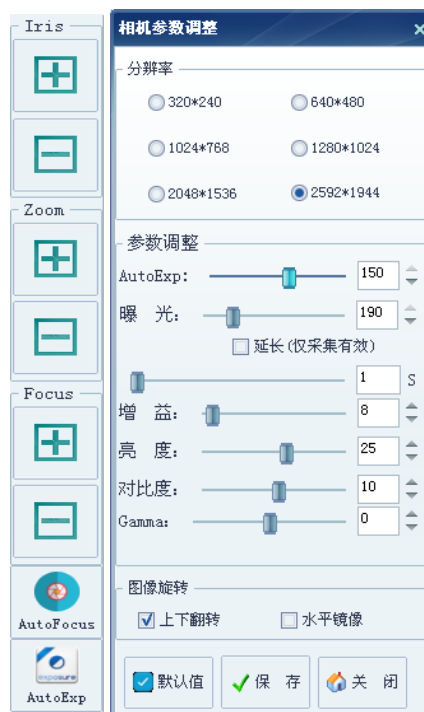 Iris
Zoom
Focus
AutoFocus
exposure
AutoExp
相机参数调整
分辨率
320*240 640*480
1024*768 1280*1024
2048*1536 2592*1944
参数调整
AutoExp: 150
曝 光: 190
延长(仅采集有效)
1 S
增 益: 8
亮 度: 25
对比度: 10
Gamma: 0
图像旋转
上下翻转 水平镜像
默认值 保 存 关 闭